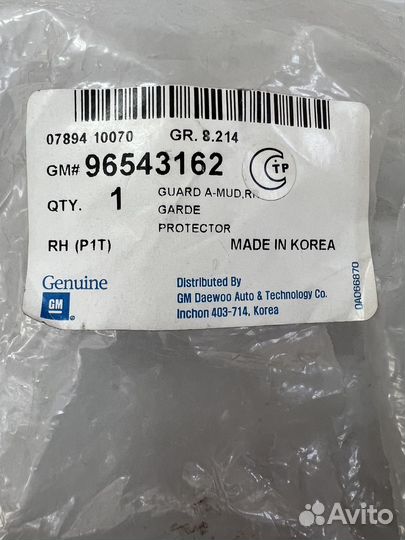 07894 10070 GR. 8.214
GM# 96543162
CTP
QTY. 1
GUARD A-MUD,RH
GARDE
PROTECTOR
RH (P1T) MADE IN KOREA
Genuine
GM
Distributed By
GM Daewoo Auto & Technology Co.
Inchon 403-714, Korea
DA066870
Avito